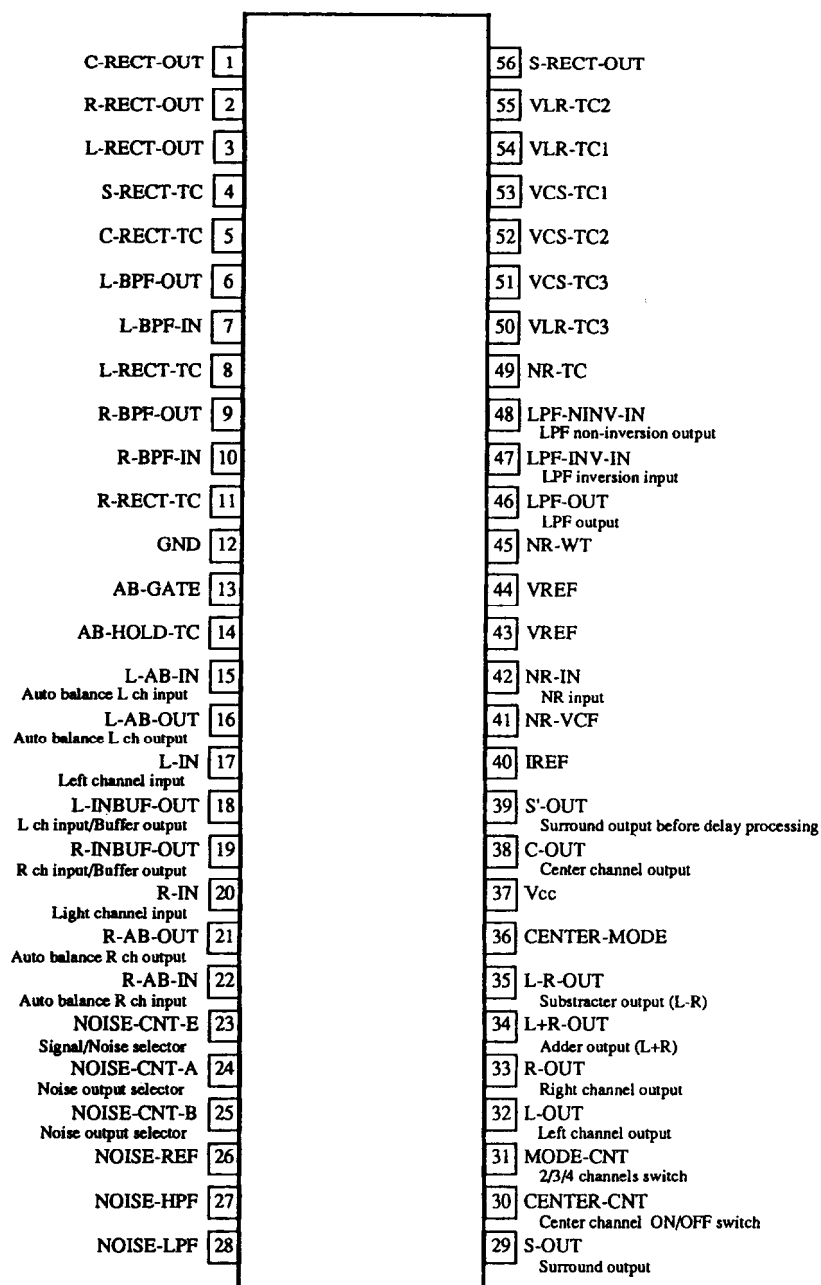 C-RECT-OUT 1
R-RECT-OUT 2
L-RECT-OUT 3
S-RECT-TC 4
C-RECT-TC 5
L-BPF-OUT 6
L-BPF-IN 7
L-RECT-TC 8
R-BPF-OUT 9
R-BPF-IN 10
R-RECT-TC 11
GND 12
AB-GATE 13
AB-HOLD-TC 14
L-AB-IN 15
Auto balance L ch input
L-AB-OUT 16
Auto balance L ch output
L-IN 17
Left channel input
L-INBUF-OUT 18
L ch input/Buffer output
R-INBUF-OUT 19
R ch input/Buffer output
R-IN 20
Light channel input
R-AB-OUT 21
Auto balance R ch output
R-AB-IN 22
Auto balance R ch input
NOISE-CNT-E 23
Signal/Noise selector
NOISE-CNT-A 24
Noise output selector
NOISE-CNT-B 25
Noise output selector
NOISE-REF 26
NOISE-HPF 27
NOISE-LPF 28
56 S-RECT-OUT
55 VLR-TC2
54 VLR-TC1
53 VCS-TC1
52 VCS-TC2
51 VCS-TC3
50 VLR-TC3
49 NR-TC
48 LPF-NINV-IN
LPF non-inversion output
47 LPF-INV-IN
LPF inversion input
46 LPF-OUT
LPF output
45 NR-WT
44 VREF
43 VREF
42 NR-IN
NR input
41 NR-VCF
40 IREF
39 S'-OUT
Surround output before delay processing
38 C-OUT
Center channel output
37 Vcc
36 CENTER-MODE
35 L-R-OUT
Substracter output (L-R)
34 L+R-OUT
Adder output (L+R)
33 R-OUT
Right channel output
32 L-OUT
Left channel output
31 MODE-CNT
2/3/4 channels switch
30 CENTER-CNT
Center channel ON/OFF switch
29 S-OUT
Surround output